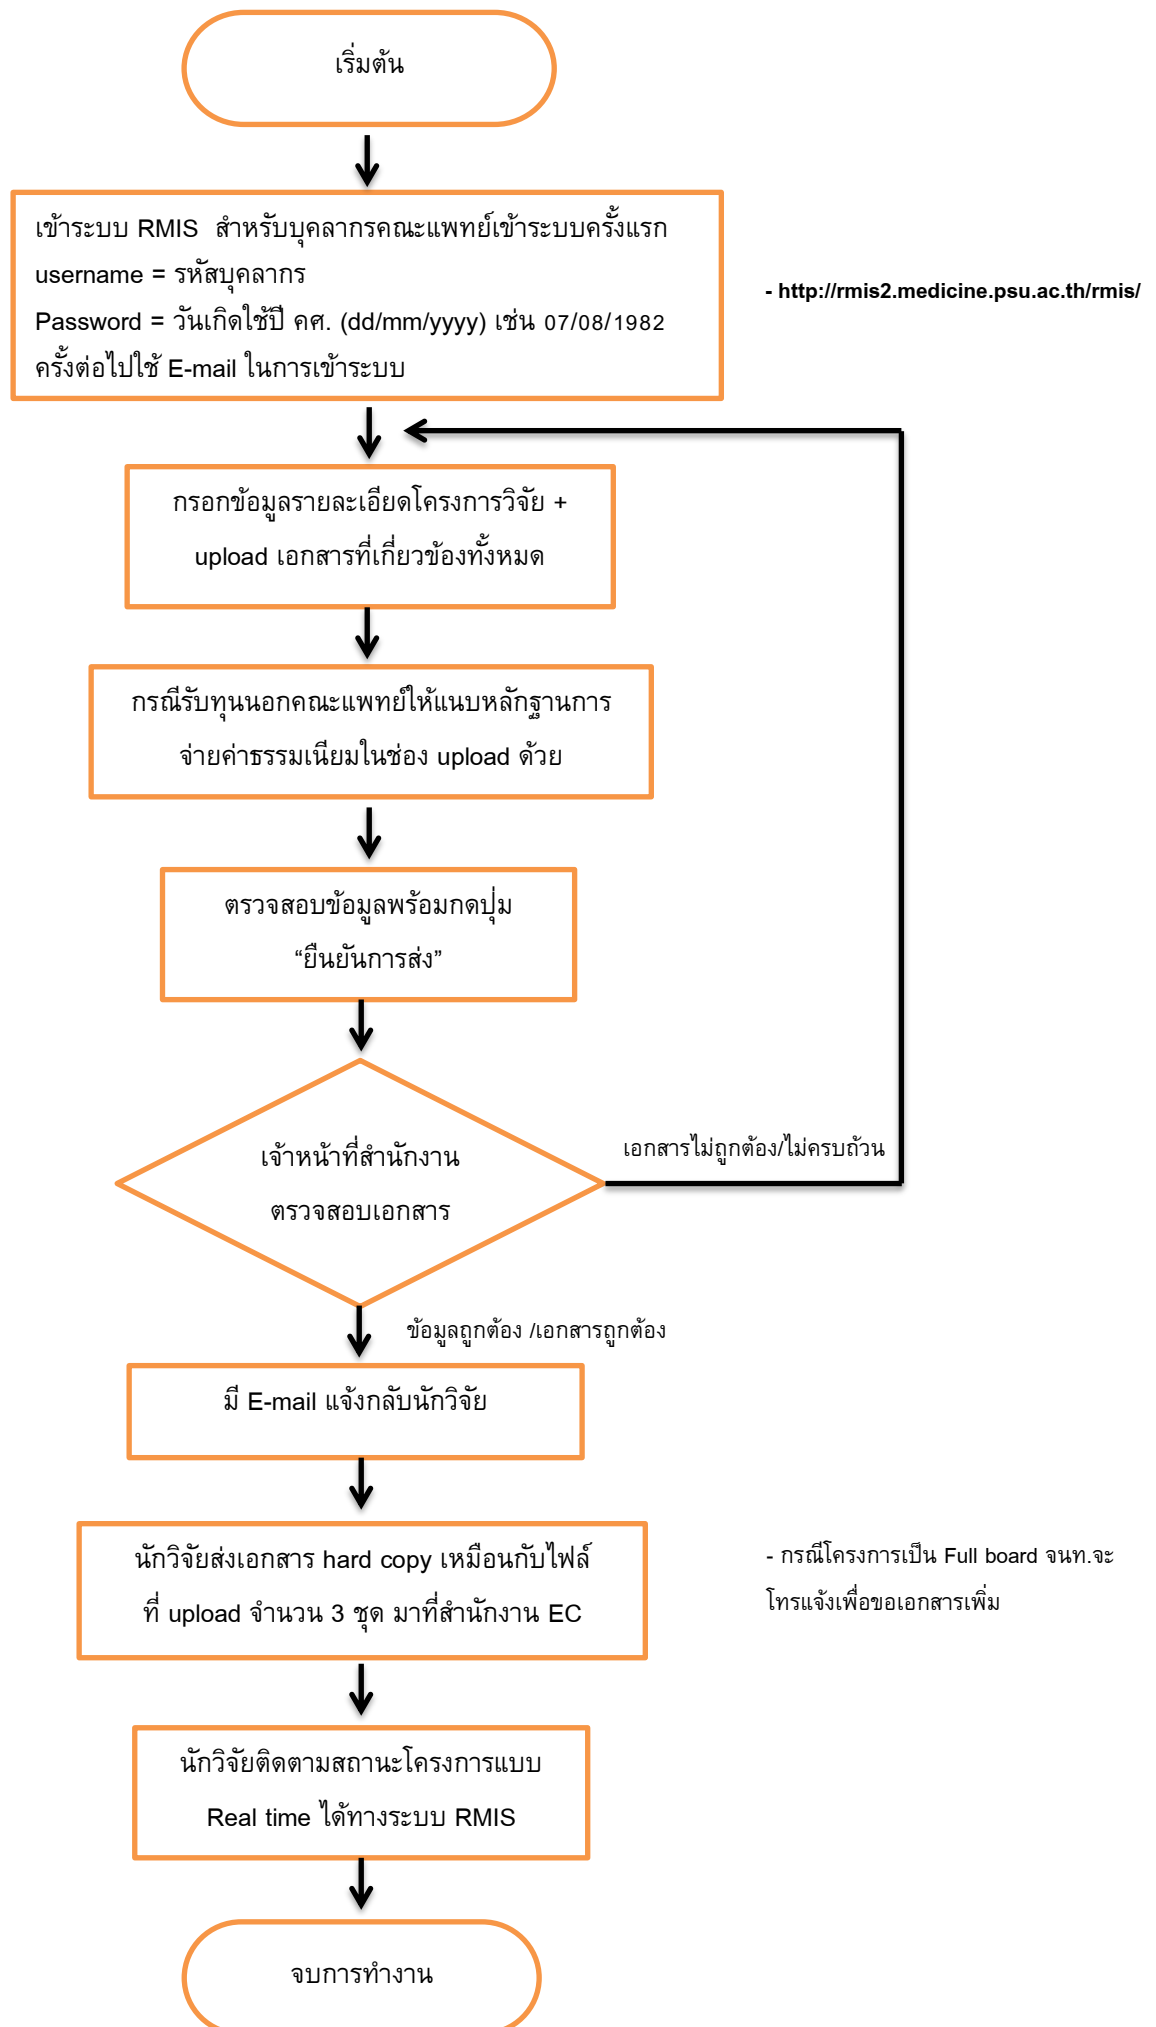 เริ่มต้น
เข้าระบบ RMIS สำหรับบุคลากรคณะแพทย์เข้าระบบครั้งแรก
username = รหัสบุคลากร
Password = วันเกิดใช้ปี คศ. (dd/mm/yyyy) เช่น 07/08/1982
ครั้งต่อไปใช้ E-mail ในการเข้าระบบ
- http://rmis2.medicine.psu.ac.th/rmis/
กรอกข้อมูลรายละเอียดโครงการวิจัย +
upload เอกสารที่เกี่ยวข้องทั้งหมด
กรณีรับทุนนอกคณะแพทย์ให้แนบหลักฐานการ
จ่ายค่าธรรมเนียมในช่อง upload ด้วย
ตรวจสอบข้อมูลพร้อมกดปุ่ม
“ยืนยันการส่ง”
เจ้าหน้าที่สำนักงาน
ตรวจสอบเอกสาร
เอกสารไม่ถูกต้อง/ไม่ครบถ้วน
ข้อมูลถูกต้อง /เอกสารถูกต้อง
มี E-mail แจ้งกลับนักวิจัย
นักวิจัยส่งเอกสาร hard copy เหมือนกับไฟล์
ที่ upload จำนวน 3 ชุด มาที่สำนักงาน EC
- กรณีโครงการเป็น Full board จนท.จะ
โทรแจ้งเพื่อขอเอกสารเพิ่ม
นักวิจัยติดตามสถานะโครงการแบบ
Real time ได้ทางระบบ RMIS
จบการทำงาน